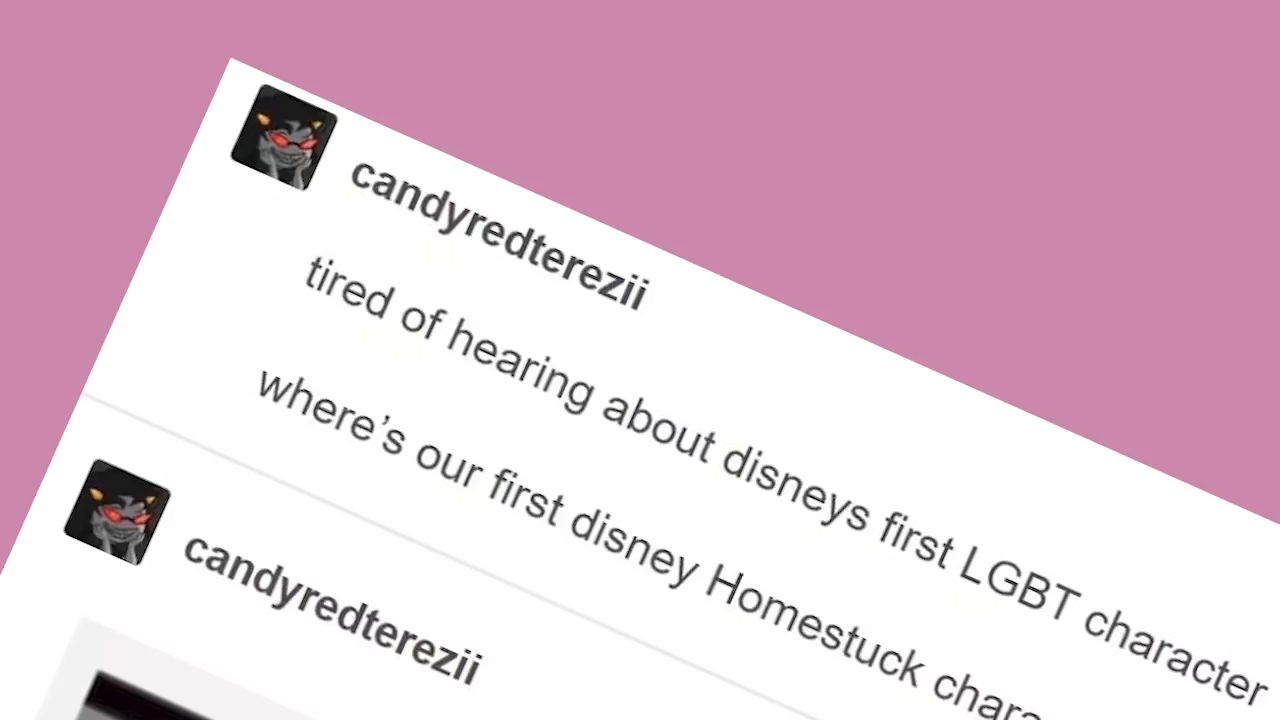 candyredterezii
tired of hearing about disneys first LGBT character
where’s our first disney Homestuck
candyredterezii